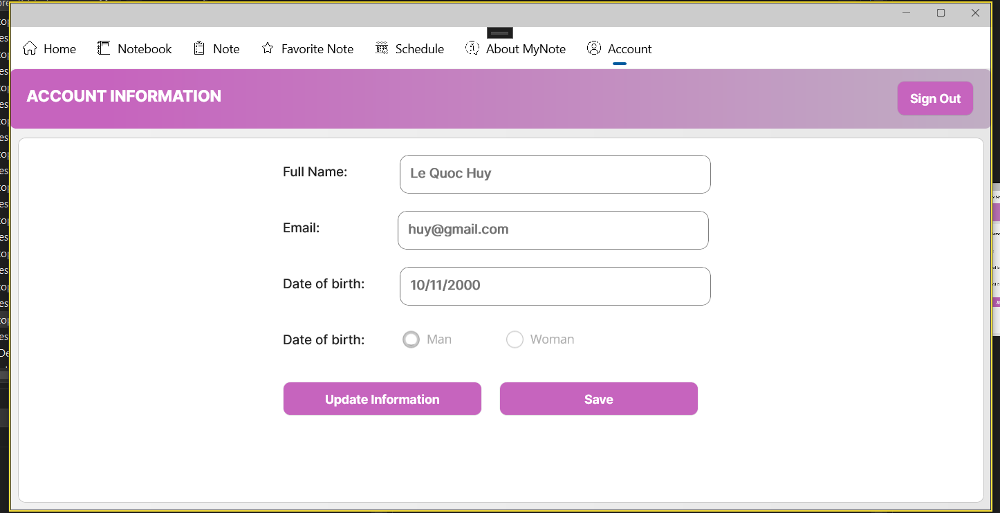 Home Notebook Note Favorite Note Schedule About MyNote Account
ACCOUNT INFORMATION
Sign Out
Full Name: Le Quoc Huy
Email: huy@gmail.com
Date of birth: 10/11/2000
Date of birth: Man Woman
Update Information Save